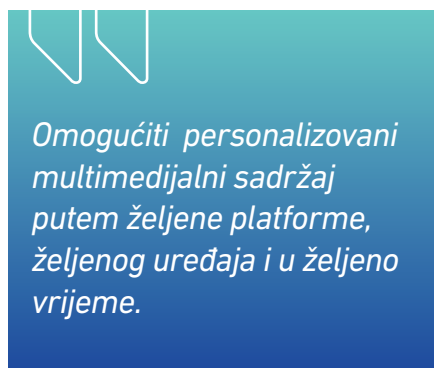 Omogućiti personalizovani
multimedijalni sadržaj
putem željene platforme,
željenog uređaja i u željeno
vrijeme.